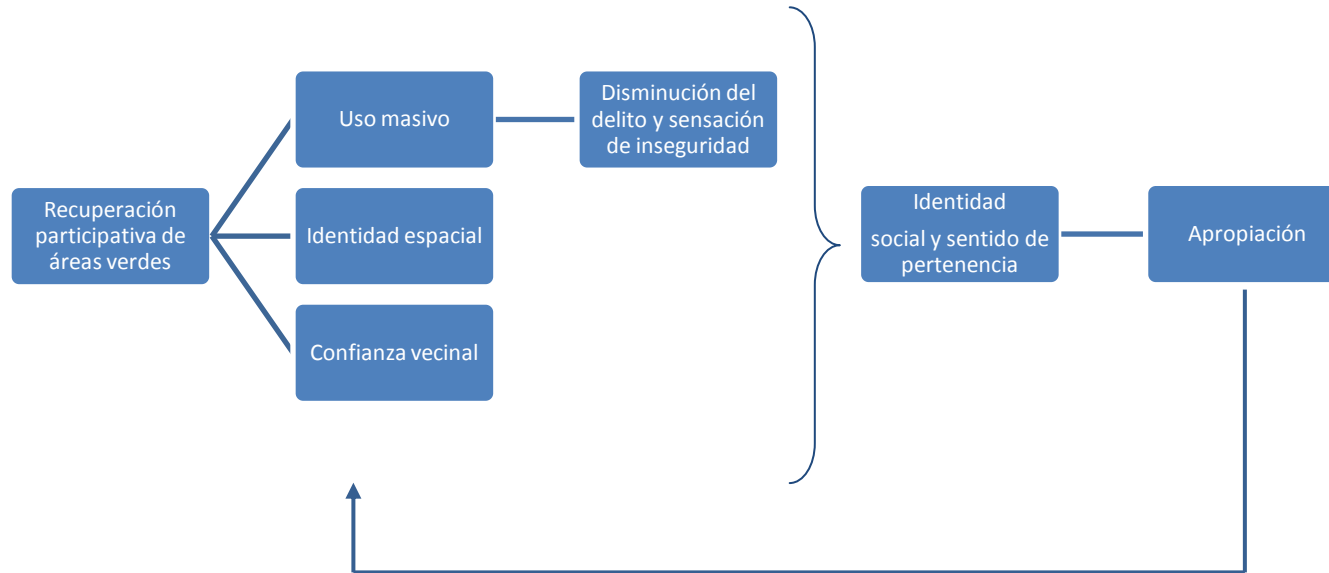 Recuperación
participativa de
áreas verdes
Uso masivo
Identidad espacial
Confianza vecinal
Disminución del
delito y sensación
de inseguridad
Identidad
social y sentido de
pertenencia
Apropiación